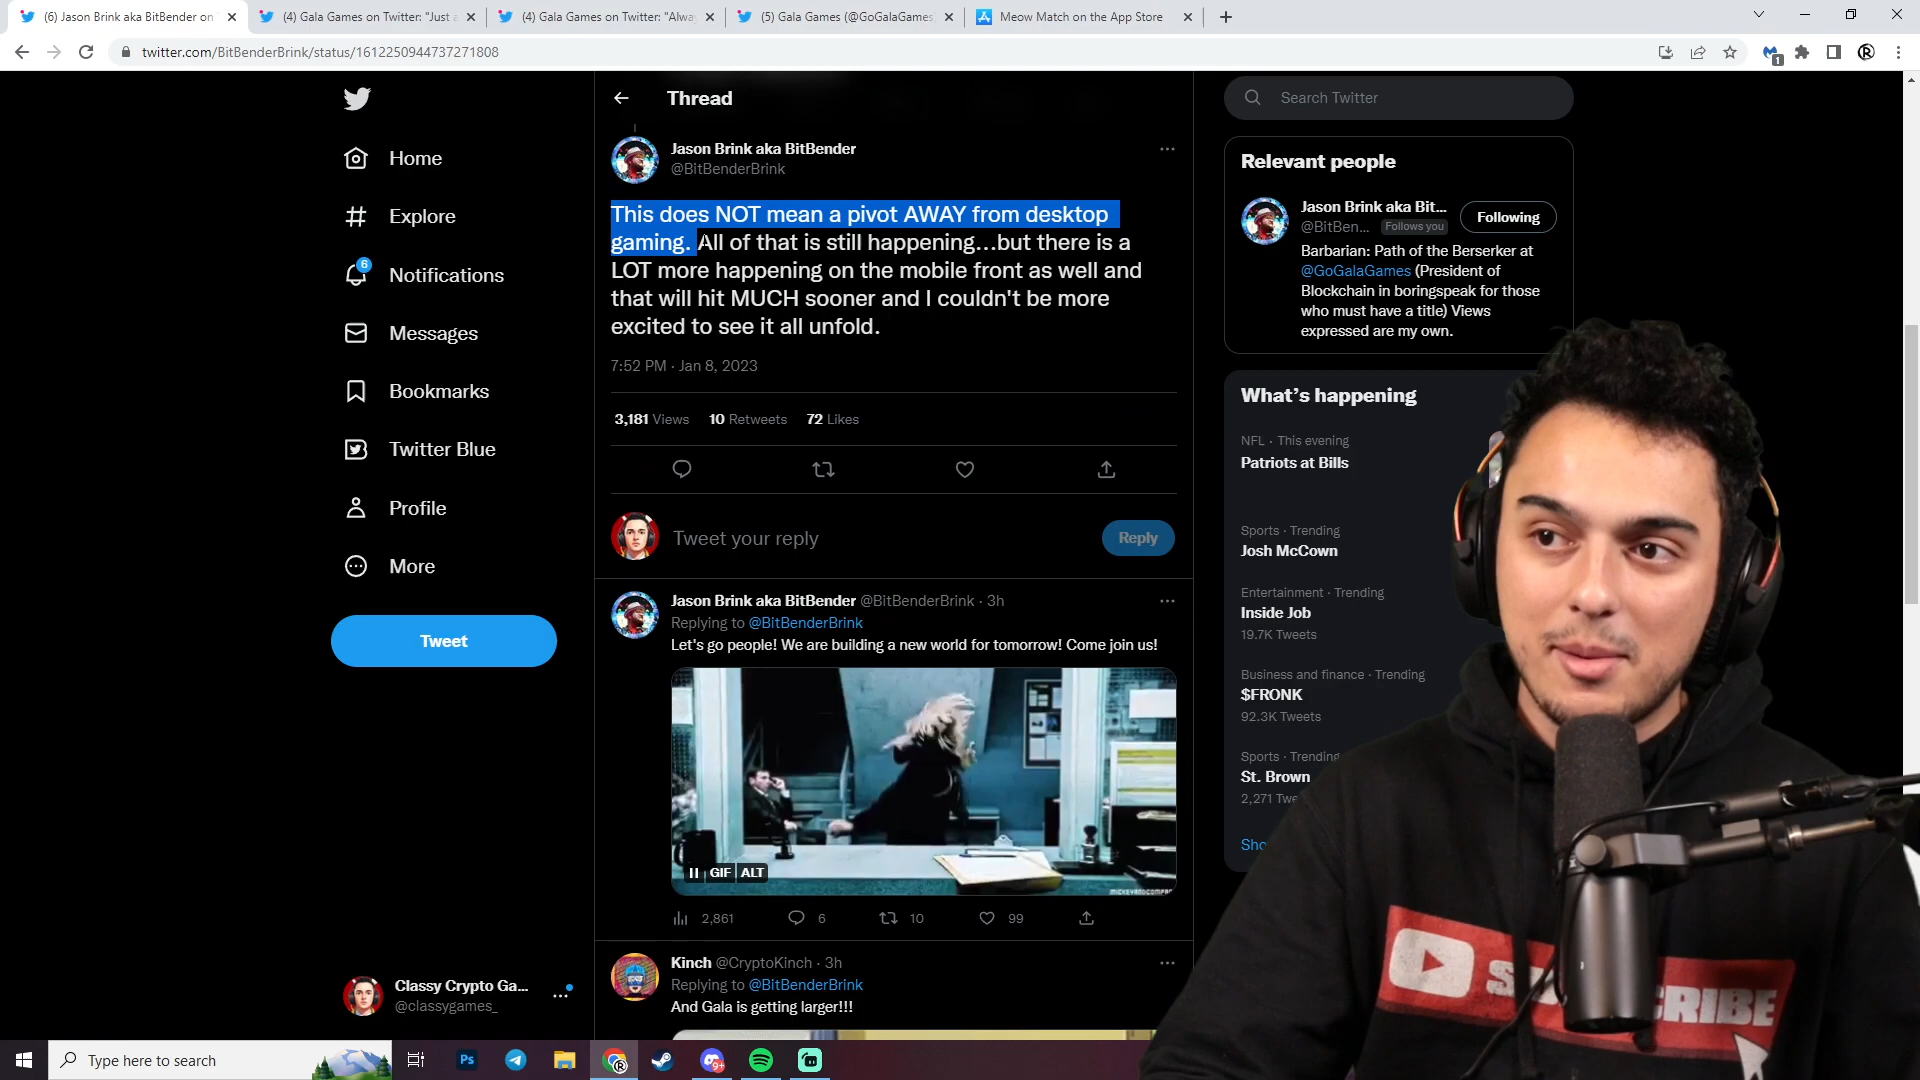 (6) Jason Brink aka BitBender on
(4) Gala Games on Twitter: "Just
(4) Gala Games on Twitter: "Alwa
(5) Gala Games (@GoGalaGames)
Meow Match on the App Store
twitter.com/BitBenderBrink/status/1612250944737271808
1
R
Thread
Search Twitter
6
Home
Explore
Notifications
Messages
Bookmarks
Twitter Blue
Profile
More
Tweet
Classy Crypto Ga...
@classygames_
Jason Brink aka BitBender
@BitBenderBrink
This does NOT mean a pivot AWAY from desktop
gaming. All of that is still happening...but there is a
LOT more happening on the mobile front as well and
that will hit MUCH sooner and I couldn't be more
excited to see it all unfold.
7:52 PM · Jan 8, 2023
3,181 Views 10 Retweets 72 Likes
Tweet your reply
Reply
Jason Brink aka BitBender @BitBenderBrink · 3h
Replying to @BitBenderBrink
Let's go people! We are building a new world for tomorrow! Come join us!
GIF ALT
2,861 6 10 99
Kinch @CryptoKinch · 3h
Replying to @BitBenderBrink
And Gala is getting larger!!!
Relevant people
Jason Brink aka Bit...
@BitBen... Follows you
Following
Barbarian: Path of the Berserker at
@GoGalaGames (President of
Blockchain in boringspeak for those
who must have a title) Views
expressed are my own.
What's happening
NFL · This evening
Patriots at Bills
Sports · Trending
Josh McCown
Entertainment · Trending
Inside Job
19.7K Tweets
Business and finance · Trending
$FRONK
92.3K Tweets
Sports · Trending
St. Brown
2,271 Twe
Sho
Type here to search
Ps
9+